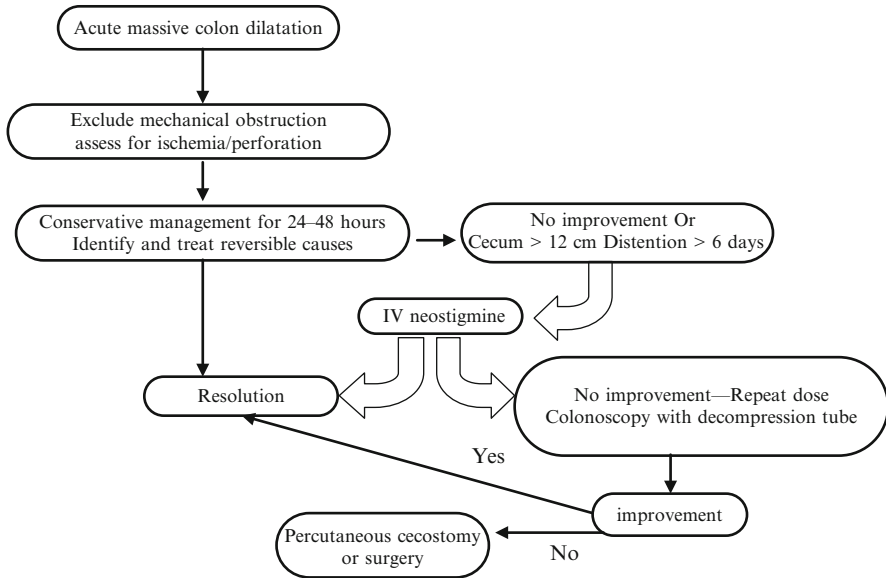 Acute massive colon dilatation
Exclude mechanical obstruction
assess for ischemia/perforation
Conservative management for 24–48 hours
Identify and treat reversible causes
No improvement Or
Cecum > 12 cm Distention > 6 days
IV neostigmine
Resolution
No improvement—Repeat dose
Colonoscopy with decompression tube
Yes
improvement
No
Percutaneous cecostomy
or surgery